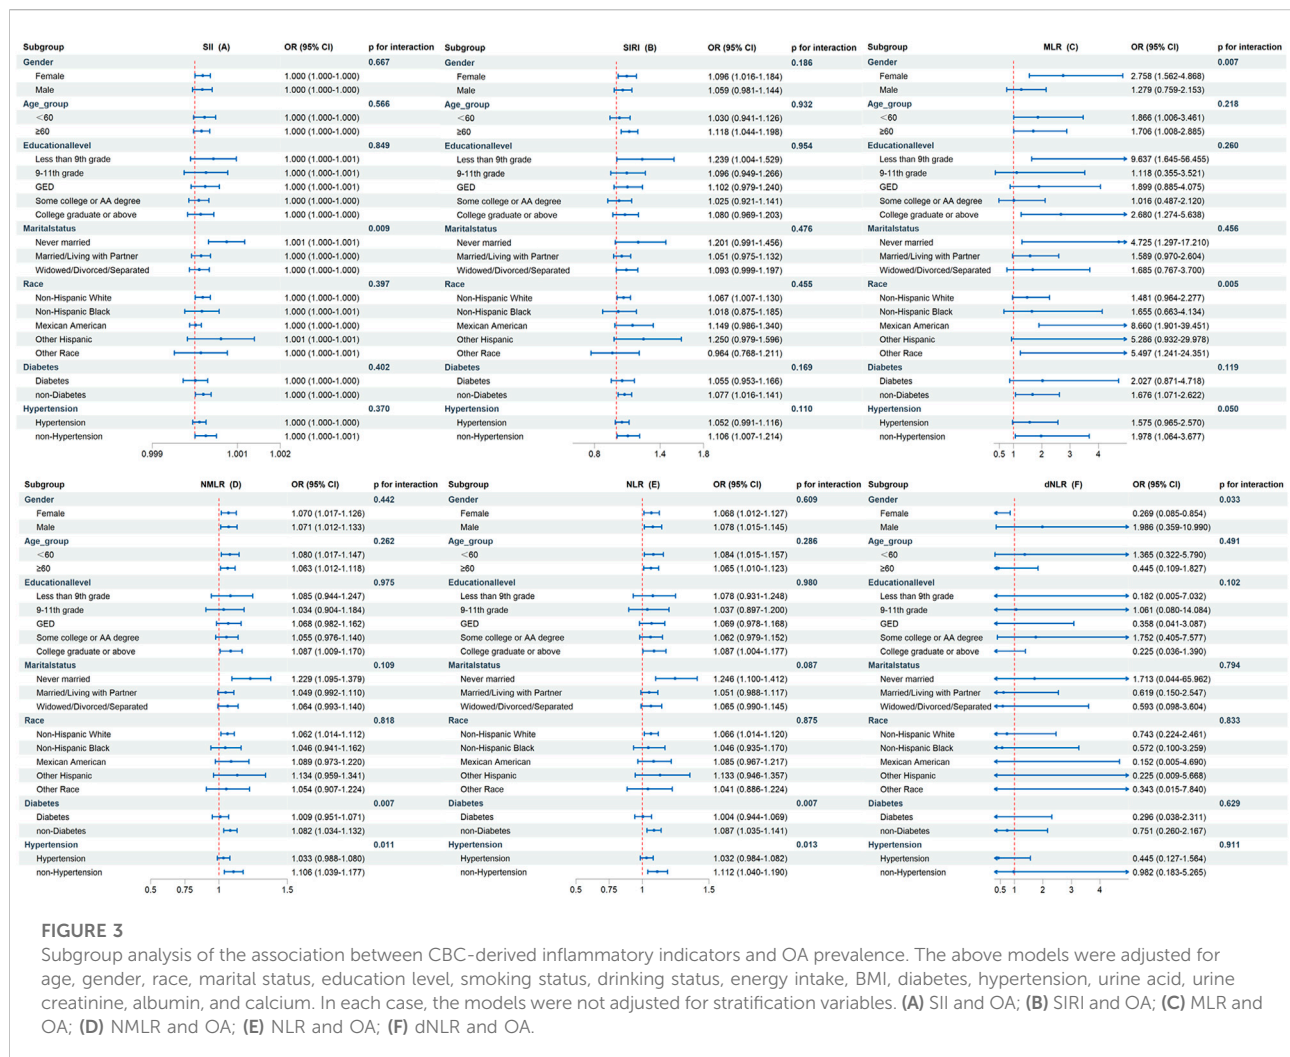 Subgroup SII (A) OR (95% CI) p for interaction
Gender 0.667
Female 1.000 (1.000-1.000)
Male 1.000 (1.000-1.000)
Age_group 0.566
<60 1.000 (1.000-1.000)
≥60 1.000 (1.000-1.000)
Educationallevel 0.849
Less than 9th grade 1.000 (1.000-1.001)
9-11th grade 1.000 (1.000-1.001)
GED 1.000 (1.000-1.001)
Some college or AA degree 1.000 (1.000-1.000)
College graduate or above 1.000 (1.000-1.000)
Maritalstatus 0.009
Never married 1.001 (1.000-1.001)
Married/Living with Partner 1.000 (1.000-1.000)
Widowed/Divorced/Separated 1.000 (1.000-1.000)
Race 0.397
Non-Hispanic White 1.000 (1.000-1.000)
Non-Hispanic Black 1.000 (1.000-1.001)
Mexican American 1.000 (1.000-1.000)
Other Hispanic 1.001 (1.000-1.001)
Other Race 1.000 (1.000-1.001)
Diabetes 0.402
Diabetes 1.000 (1.000-1.000)
non-Diabetes 1.000 (1.000-1.000)
Hypertension 0.370
Hypertension 1.000 (1.000-1.000)
non-Hypertension 1.000 (1.000-1.001)
0.999 1.001 1.002
Subgroup SIRI (B) OR (95% CI) p for interaction
Gender 0.186
Female 1.096 (1.016-1.184)
Male 1.059 (0.981-1.144)
Age_group 0.932
<60 1.030 (0.941-1.126)
≥60 1.118 (1.044-1.198)
Educationallevel 0.954
Less than 9th grade 1.239 (1.004-1.529)
9-11th grade 1.096 (0.949-1.266)
GED 1.102 (0.979-1.240)
Some college or AA degree 1.025 (0.921-1.141)
College graduate or above 1.080 (0.969-1.203)
Maritalstatus 0.476
Never married 1.201 (0.991-1.456)
Married/Living with Partner 1.051 (0.975-1.132)
Widowed/Divorced/Separated 1.093 (0.999-1.197)
Race 0.455
Non-Hispanic White 1.067 (1.007-1.130)
Non-Hispanic Black 1.018 (0.875-1.185)
Mexican American 1.149 (0.986-1.340)
Other Hispanic 1.250 (0.979-1.596)
Other Race 0.964 (0.768-1.211)
Diabetes 0.169
Diabetes 1.055 (0.953-1.166)
non-Diabetes 1.077 (1.016-1.141)
Hypertension 0.110
Hypertension 1.052 (0.991-1.116)
non-Hypertension 1.106 (1.007-1.214)
0.8 1.4 1.8
Subgroup MLR (C) OR (95% CI) p for interaction
Gender 0.007
Female 2.758 (1.562-4.868)
Male 1.279 (0.759-2.153)
Age_group 0.218
<60 1.866 (1.006-3.461)
≥60 1.706 (1.008-2.885)
Educationallevel 0.260
Less than 9th grade 9.637 (1.645-56.455)
9-11th grade 1.118 (0.355-3.521)
GED 1.899 (0.885-4.075)
Some college or AA degree 1.016 (0.487-2.120)
College graduate or above 2.680 (1.274-5.638)
Maritalstatus 0.456
Never married 4.725 (1.297-17.210)
Married/Living with Partner 1.589 (0.970-2.604)
Widowed/Divorced/Separated 1.685 (0.767-3.700)
Race 0.005
Non-Hispanic White 1.481 (0.964-2.277)
Non-Hispanic Black 1.655 (0.663-4.134)
Mexican American 8.660 (1.901-39.451)
Other Hispanic 5.286 (0.932-29.978)
Other Race 5.497 (1.241-24.351)
Diabetes 0.119
Diabetes 2.027 (0.871-4.718)
non-Diabetes 1.676 (1.071-2.622)
Hypertension 0.050
Hypertension 1.575 (0.965-2.570)
non-Hypertension 1.978 (1.064-3.677)
0.5 1 2 4
Subgroup NMLR (D) OR (95% CI) p for interaction
Gender 0.442
Female 1.070 (1.017-1.126)
Male 1.071 (1.012-1.133)
Age_group 0.262
<60 1.080 (1.017-1.147)
≥60 1.063 (1.012-1.118)
Educationallevel 0.975
Less than 9th grade 1.085 (0.944-1.247)
9-11th grade 1.034 (0.904-1.184)
GED 1.068 (0.982-1.162)
Some college or AA degree 1.055 (0.976-1.140)
College graduate or above 1.087 (1.009-1.170)
Maritalstatus 0.109
Never married 1.229 (1.095-1.379)
Married/Living with Partner 1.049 (0.992-1.110)
Widowed/Divorced/Separated 1.064 (0.993-1.140)
Race 0.818
Non-Hispanic White 1.062 (1.014-1.112)
Non-Hispanic Black 1.046 (0.941-1.162)
Mexican American 1.089 (0.973-1.220)
Other Hispanic 1.134 (0.959-1.341)
Other Race 1.054 (0.907-1.224)
Diabetes 0.007
Diabetes 1.009 (0.951-1.071)
non-Diabetes 1.082 (1.034-1.132)
Hypertension 0.011
Hypertension 1.033 (0.988-1.080)
non-Hypertension 1.106 (1.039-1.177)
0.5 0.75 1 1.5
Subgroup NLR (E) OR (95% CI) p for interaction
Gender 0.609
Female 1.068 (1.012-1.127)
Male 1.078 (1.015-1.145)
Age_group 0.286
<60 1.084 (1.015-1.157)
≥60 1.065 (1.010-1.123)
Educationallevel 0.980
Less than 9th grade 1.078 (0.931-1.248)
9-11th grade 1.037 (0.897-1.200)
GED 1.069 (0.978-1.168)
Some college or AA degree 1.062 (0.979-1.152)
College graduate or above 1.087 (1.004-1.177)
Maritalstatus 0.087
Never married 1.246 (1.100-1.412)
Married/Living with Partner 1.051 (0.988-1.117)
Widowed/Divorced/Separated 1.065 (0.990-1.145)
Race 0.875
Non-Hispanic White 1.066 (1.014-1.120)
Non-Hispanic Black 1.046 (0.935-1.170)
Mexican American 1.085 (0.967-1.217)
Other Hispanic 1.133 (0.946-1.357)
Other Race 1.041 (0.886-1.224)
Diabetes 0.007
Diabetes 1.004 (0.944-1.069)
non-Diabetes 1.087 (1.035-1.141)
Hypertension 0.013
Hypertension 1.032 (0.984-1.082)
non-Hypertension 1.112 (1.040-1.190)
0.5 0.75 1 1.5
Subgroup dNLR (F) OR (95% CI) p for interaction
Gender 0.033
Female 0.269 (0.085-0.854)
Male 1.986 (0.359-10.990)
Age_group 0.491
<60 1.365 (0.322-5.790)
≥60 0.445 (0.109-1.827)
Educationallevel 0.102
Less than 9th grade 0.182 (0.005-7.032)
9-11th grade 1.061 (0.080-14.084)
GED 0.358 (0.041-3.087)
Some college or AA degree 1.752 (0.405-7.577)
College graduate or above 0.225 (0.036-1.390)
Maritalstatus 0.794
Never married 1.713 (0.044-65.962)
Married/Living with Partner 0.619 (0.150-2.547)
Widowed/Divorced/Separated 0.593 (0.098-3.604)
Race 0.833
Non-Hispanic White 0.743 (0.224-2.461)
Non-Hispanic Black 0.572 (0.100-3.259)
Mexican American 0.152 (0.005-4.690)
Other Hispanic 0.225 (0.009-5.668)
Other Race 0.343 (0.015-7.840)
Diabetes 0.629
Diabetes 0.296 (0.038-2.311)
non-Diabetes 0.751 (0.260-2.167)
Hypertension 0.911
Hypertension 0.445 (0.127-1.564)
non-Hypertension 0.982 (0.183-5.265)
0.5 1 2 4
FIGURE 3
Subgroup analysis of the association between CBC-derived inflammatory indicators and OA prevalence. The above models were adjusted for
age, gender, race, marital status, education level, smoking status, drinking status, energy intake, BMI, diabetes, hypertension, urine acid, urine
creatinine, albumin, and calcium. In each case, the models were not adjusted for stratification variables. (A) SII and OA; (B) SIRI and OA; (C) MLR and
OA; (D) NMLR and OA; (E) NLR and OA; (F) dNLR and OA.